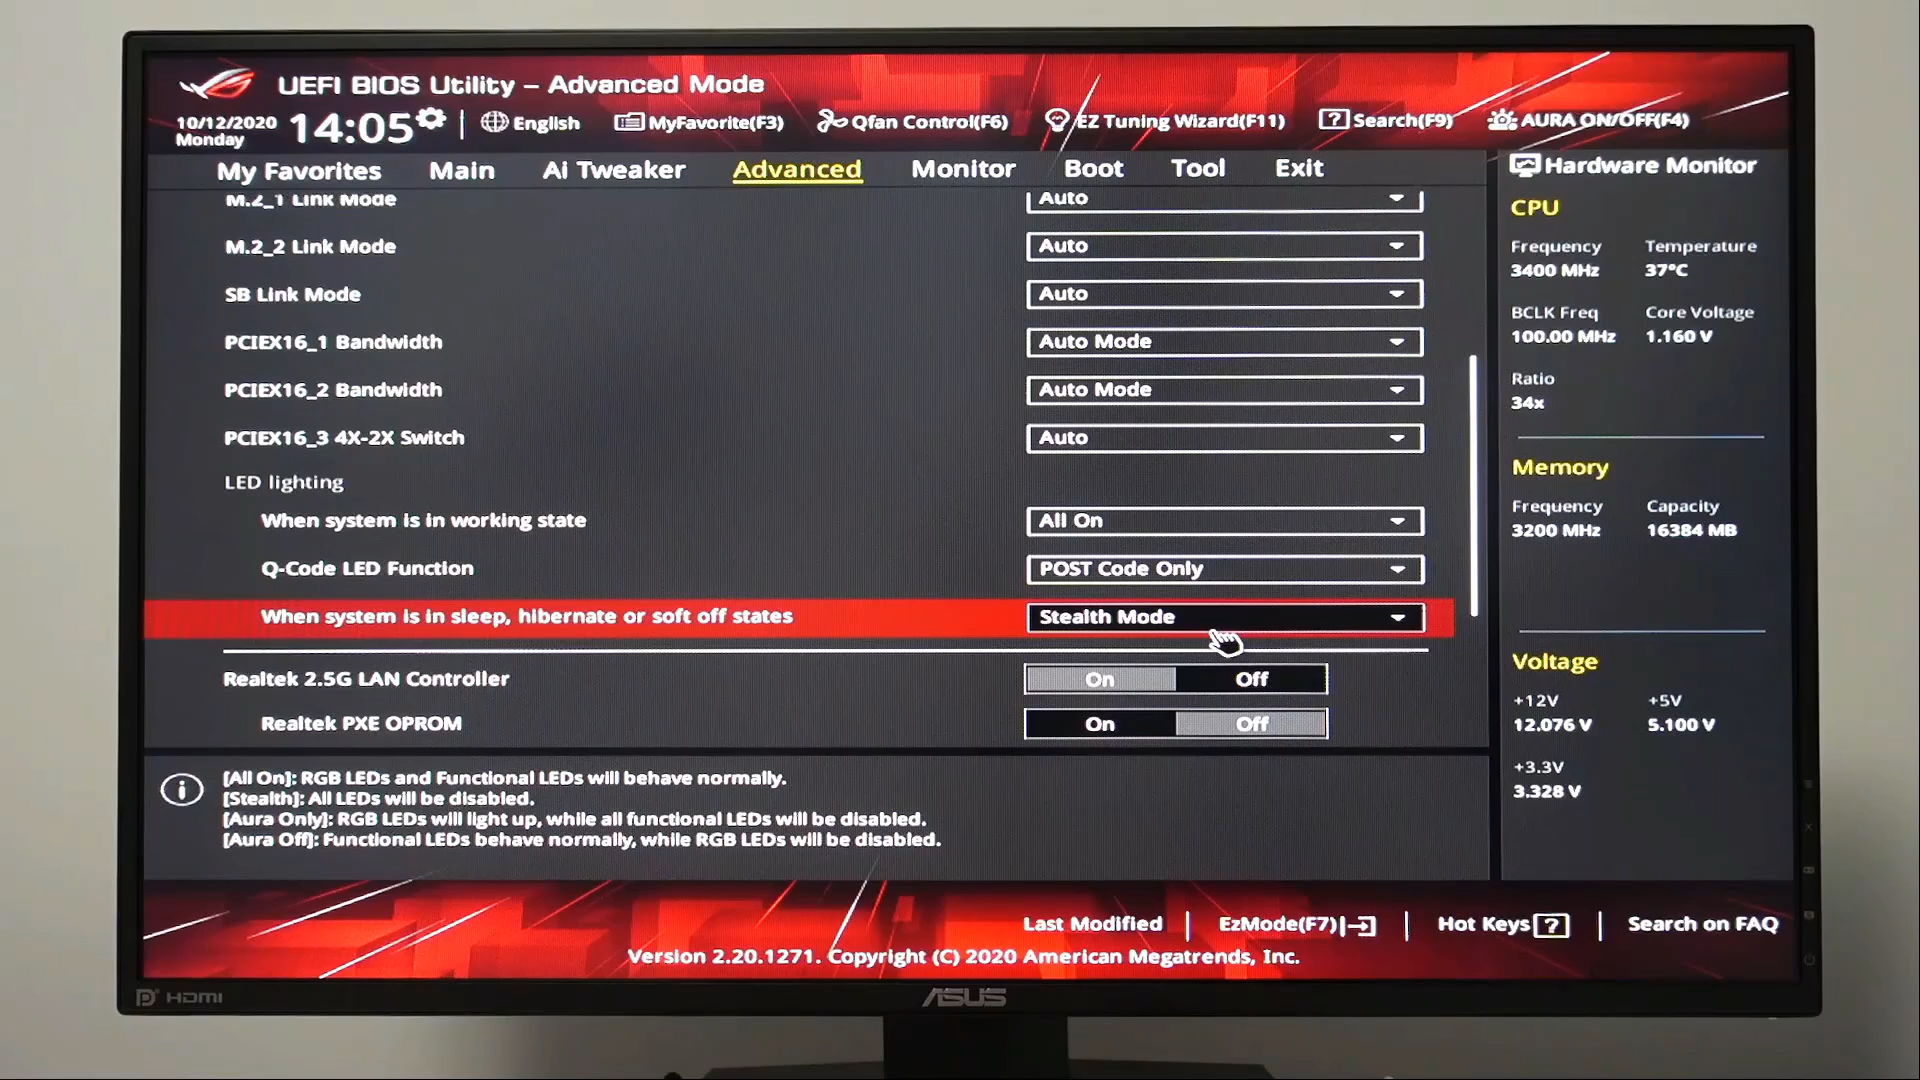 UEFI BIOS Utility – Advanced Mode
10/12/2020
Monday
14:05
English
MyFavorite(F3)
Qfan Control(F6)
EZ Tuning Wizard(F11)
Search(F9)
AURA ON/OFF(F4)
My Favorites
Main
Ai Tweaker
Advanced
Monitor
Boot
Tool
Exit
M.2_1 Link Mode
Auto
M.2_2 Link Mode
Auto
SB Link Mode
Auto
PCIEX16_1 Bandwidth
Auto Mode
PCIEX16_2 Bandwidth
Auto Mode
PCIEX16_3 4X-2X Switch
Auto
LED lighting
When system is in working state
All On
Q-Code LED Function
POST Code Only
When system is in sleep, hibernate or soft off states
Stealth Mode
Realtek 2.5G LAN Controller
On Off
Realtek PXE OPROM
On Off
[All On]: RGB LEDs and Functional LEDs will behave normally.
[Stealth]: All LEDs will be disabled.
[Aura Only]: RGB LEDs will light up, while all functional LEDs will be disabled.
[Aura Off]: Functional LEDs behave normally, while RGB LEDs will be disabled.
Hardware Monitor
CPU
Frequency Temperature
3400 MHz 37°C
BCLK Freq Core Voltage
100.00 MHz 1.160 V
Ratio
34x
Memory
Frequency Capacity
3200 MHz 16384 MB
Voltage
+12V +5V
12.076 V 5.100 V
+3.3V
3.328 V
Last Modified
EzMode(F7)
Hot Keys ?
Search on FAQ
Version 2.20.1271. Copyright (C) 2020 American Megatrends, Inc.
HDMI
ASUS